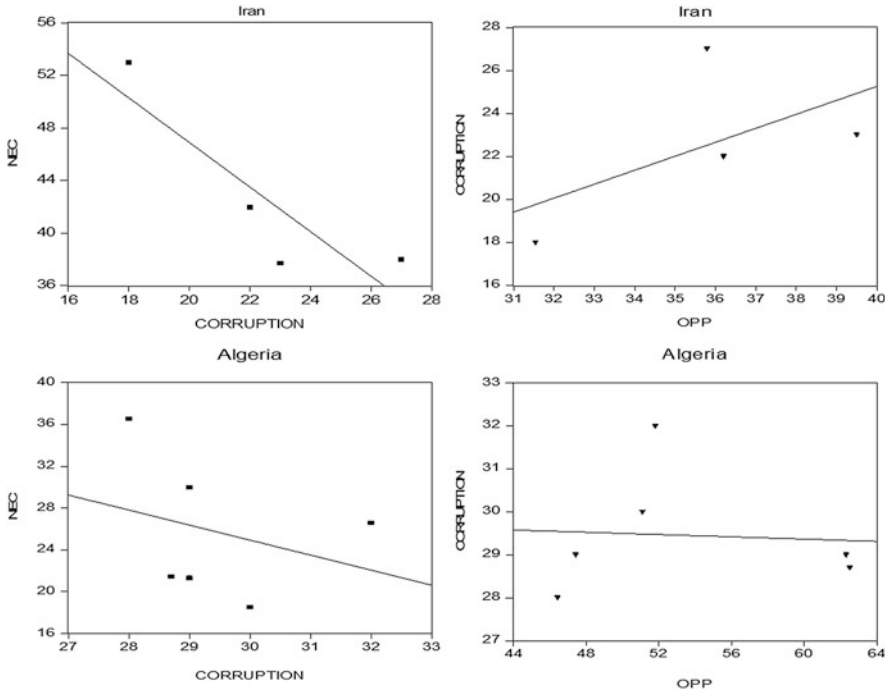 Iran
56
52
48
44
40
36
NEC
16 18 20 22 24 26 28
CORRUPTION
Iran
28
26
24
22
20
18
16
CORRUPTION
31 32 33 34 35 36 37 38 39 40
OPP
Algeria
40
36
32
28
24
20
16
NEC
27 28 29 30 31 32 33
CORRUPTION
Algeria
33
32
31
30
29
28
27
CORRUPTION
44 48 52 56 60 64
OPP